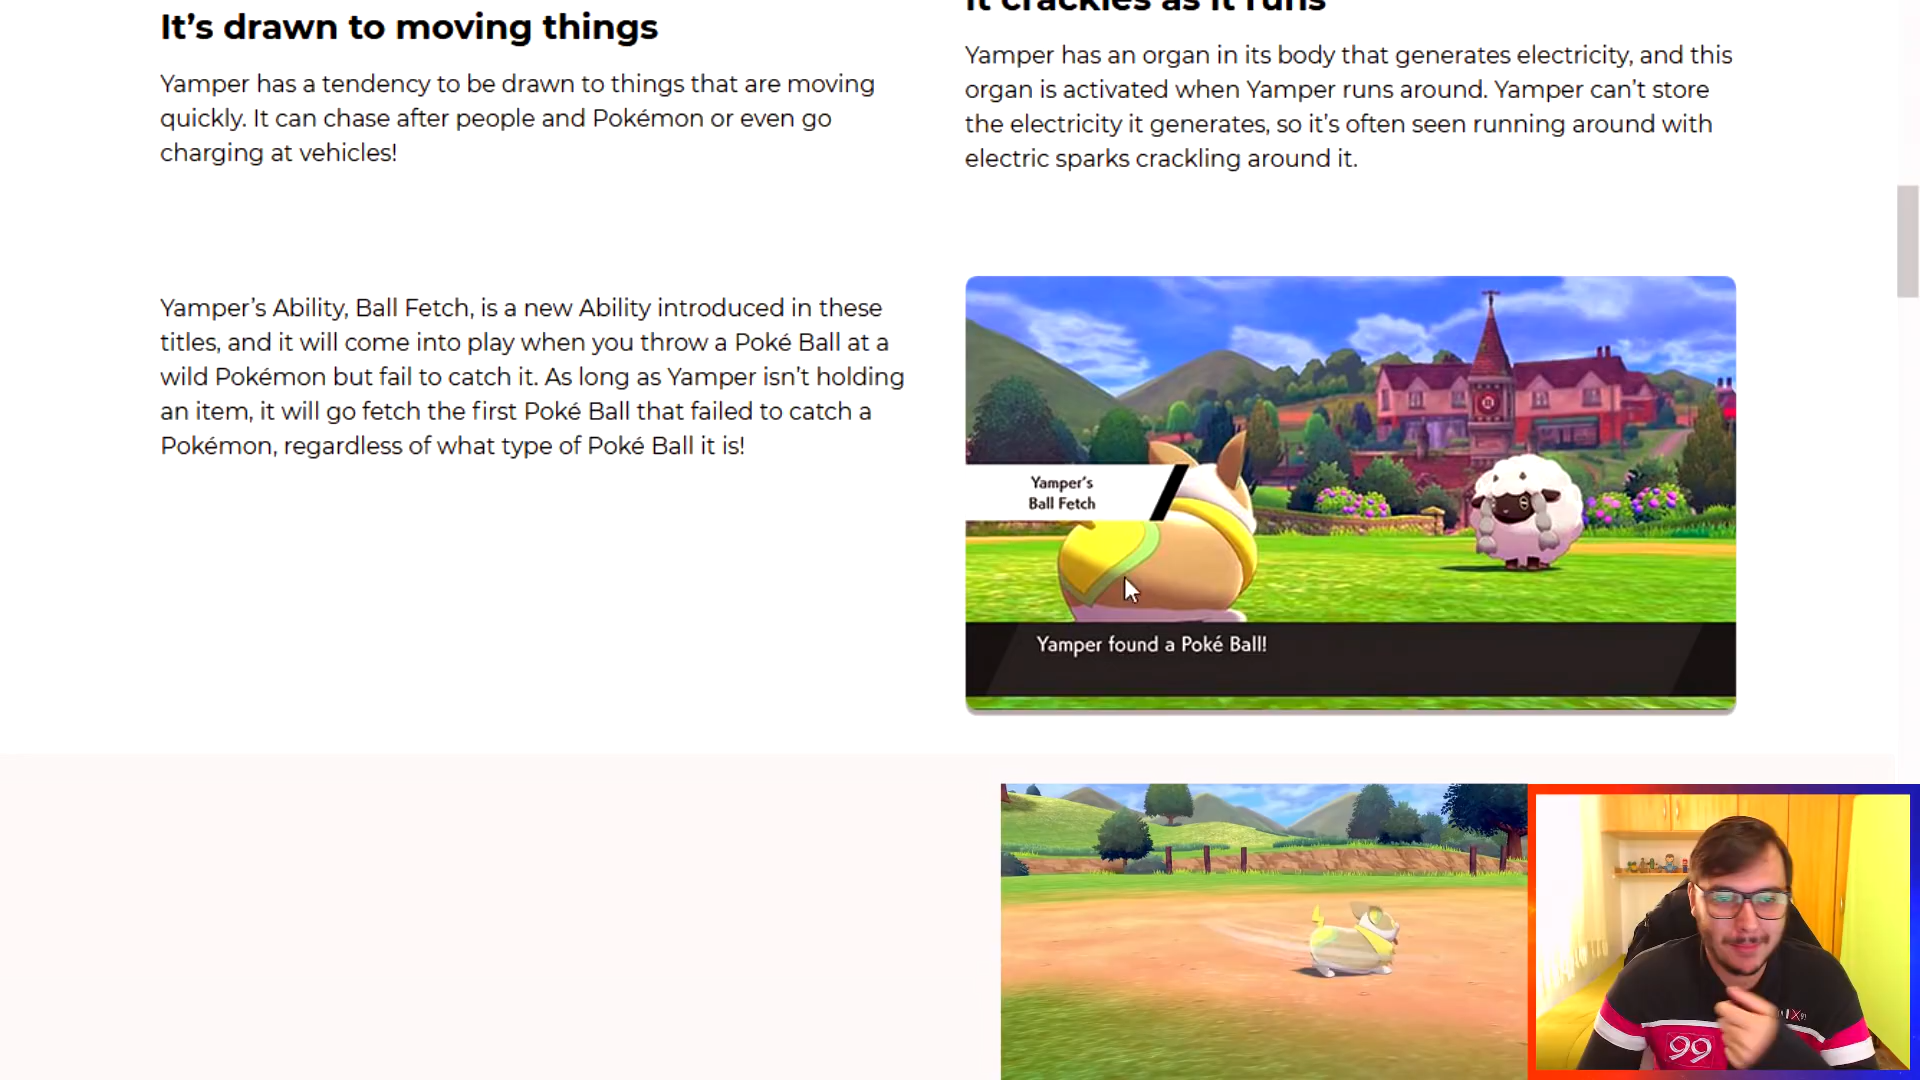 It’s drawn to moving things
Yamper has a tendency to be drawn to things that are moving
quickly. It can chase after people and Pokémon or even go
charging at vehicles!
It crackles as it runs
Yamper has an organ in its body that generates electricity, and this
organ is activated when Yamper runs around. Yamper can’t store
the electricity it generates, so it’s often seen running around with
electric sparks crackling around it.
Yamper’s Ability, Ball Fetch, is a new Ability introduced in these
titles, and it will come into play when you throw a Poké Ball at a
wild Pokémon but fail to catch it. As long as Yamper isn’t holding
an item, it will go fetch the first Poké Ball that failed to catch a
Pokémon, regardless of what type of Poké Ball it is!
Yamper’s
Ball Fetch
Yamper found a Poké Ball!
99